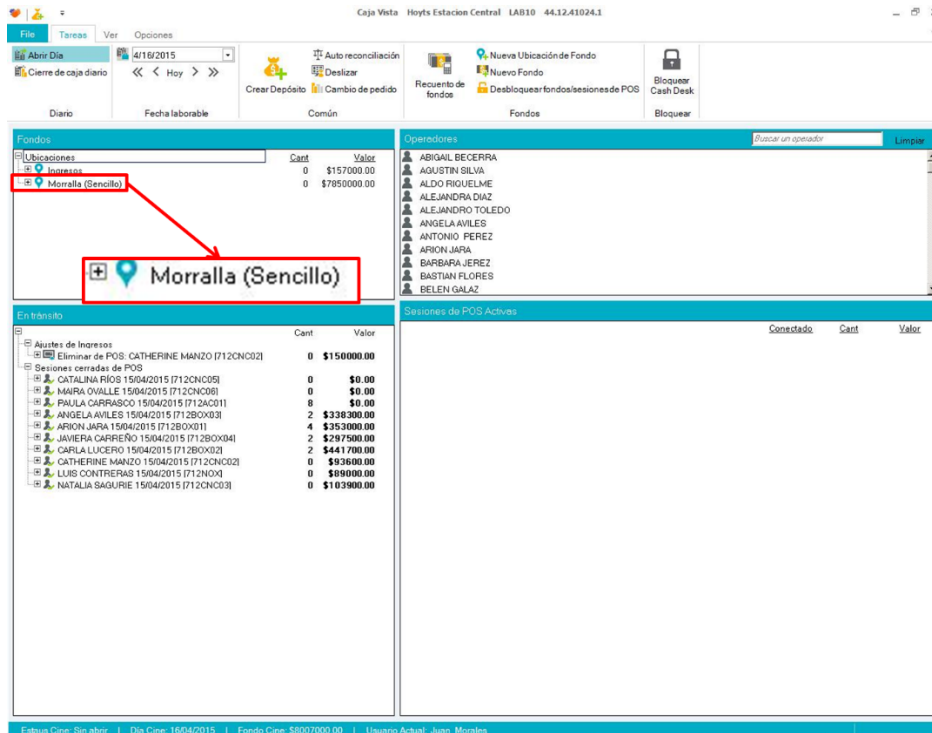 Caja Vista Hoyts Estacion Central LAB10 44.12.41024.1
File Tareas Ver Opciones
Abrir Día
Cierre de caja diario
Diario
4/16/2015
Hoy
Fecha laborable
Crear Depósito
Auto reconciliación
Deslizar
Cambio de pedido
Común
Recuento de fondos
Nueva Ubicación de Fondo
Nuevo Fondo
Desbloquear fondos/sesiones de POS
Fondos
Bloquear Cash Desk
Bloquear
Fondos
Ubicaciones Cant Valor
Ingresos 0 $157000.00
Morralla (Sencillo) 0 $7850000.00
Morralla (Sencillo)
Operadores Buscar un operador Limpiar
ABIGAIL BECERRA
AGUSTIN SILVA
ALDO RIQUELME
ALEJANDRA DIAZ
ALEJANDRO TOLEDO
ANGELA AVILES
ANTONIO PEREZ
ARION JARA
BARBARA JEREZ
BASTIAN FLORES
BELEN GALAZ
En tránsito
Cant Valor
Ajustes de Ingresos
Eliminar de POS: CATHERINE MANZO [712CNC02] 0 $150000.00
Sesiones cerradas de POS
CATALINA RÍOS 15/04/2015 [712CNC05] 0 $0.00
MAIRA OVALLE 15/04/2015 [712CNC06] 0 $0.00
PAULA CARRASCO 15/04/2015 [712AC01] 8 $0.00
ANGELA AVILES 15/04/2015 [712BOX03] 2 $338300.00
ARION JARA 15/04/2015 [712BOX01] 4 $353000.00
JAVIERA CARREÑO 15/04/2015 [712BOX04] 2 $297500.00
CARLA LUCERO 15/04/2015 [712BOX02] 2 $441700.00
CATHERINE MANZO 15/04/2015 [712CNC02] 0 $93600.00
LUIS CONTRERAS 15/04/2015 [712NOX] 0 $89000.00
NATALIA SAGURIE 15/04/2015 [712CNC03] 0 $103900.00
Sesiones de POS Activas
Conectado Cant Valor
Estaus Cine: Sin abrir | Día Cine: 16/04/2015 | Fondo Cine: $8007000.00 | Usuario Actual: Juan Morales